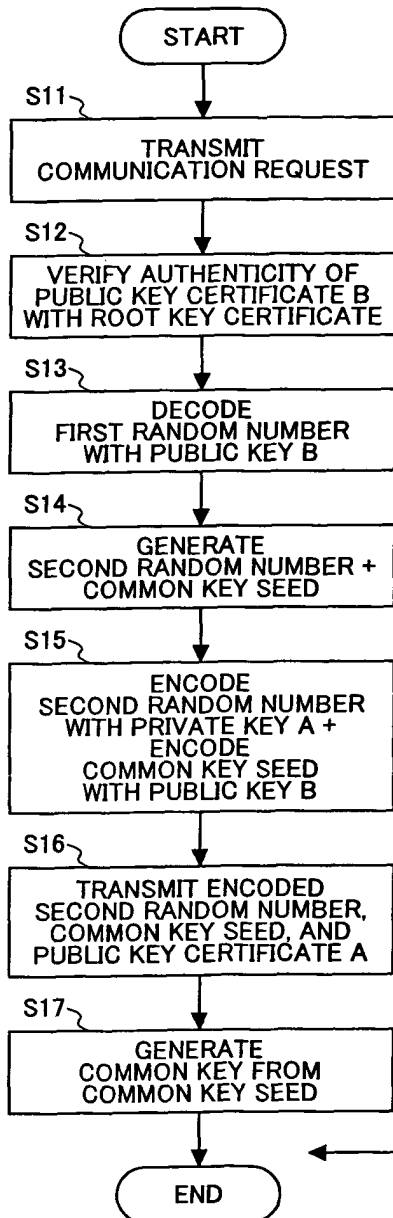 START
S11
TRANSMIT
COMMUNICATION REQUEST
S12
VERIFY AUTHENTICITY OF
PUBLIC KEY CERTIFICATE B
WITH ROOT KEY CERTIFICATE
S13
DECODE
FIRST RANDOM NUMBER
WITH PUBLIC KEY B
S14
GENERATE
SECOND RANDOM NUMBER +
COMMON KEY SEED
S15
ENCODE
SECOND RANDOM NUMBER
WITH PRIVATE KEY A +
ENCODE
COMMON KEY SEED
WITH PUBLIC KEY B
S16
TRANSMIT ENCODED
SECOND RANDOM NUMBER,
COMMON KEY SEED, AND
PUBLIC KEY CERTIFICATE A
S17
GENERATE
COMMON KEY FROM
COMMON KEY SEED
END